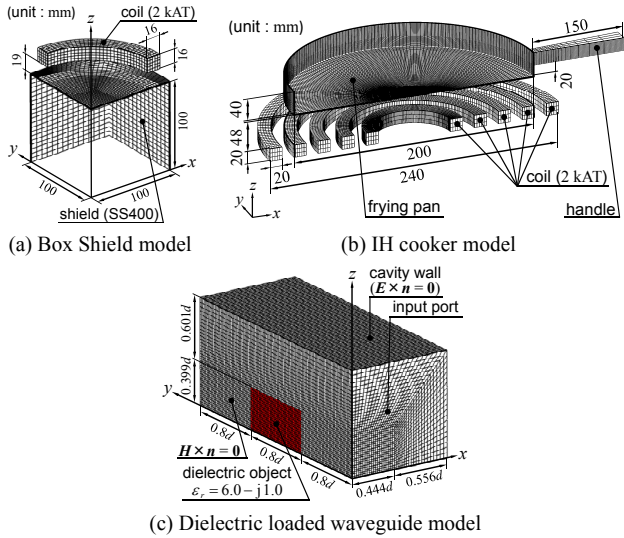 (unit : mm)
z
coil (2 kAT)
16
16
19
100
y
x
100
100
shield (SS400)
(a) Box Shield model
(unit : mm)
150
20
40
48
20
20
200
240
z
y
x
coil (2 kAT)
frying pan
handle
(b) IH cooker model
z
cavity wall
(E × n = 0)
input port
0.601d
0.399d
y
0.8d
0.8d
0.8d
x
H × n = 0
dielectric object
εr = 6.0 − j1.0
0.444d
0.556d
(c) Dielectric loaded waveguide model